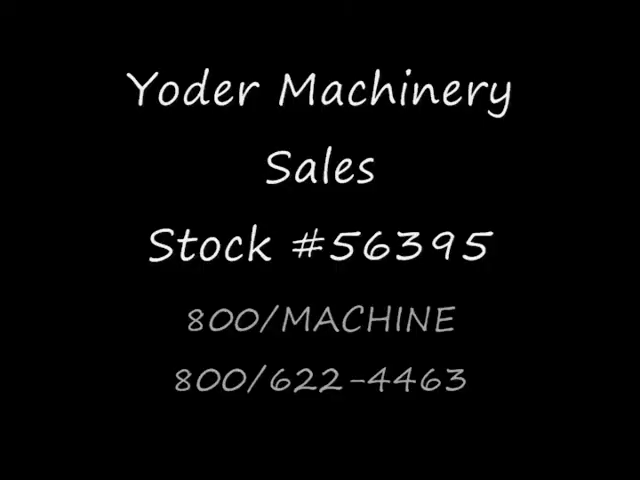 Yoder Machinery
Sales
Stock #56395
800/MACHINE
800/622-4463